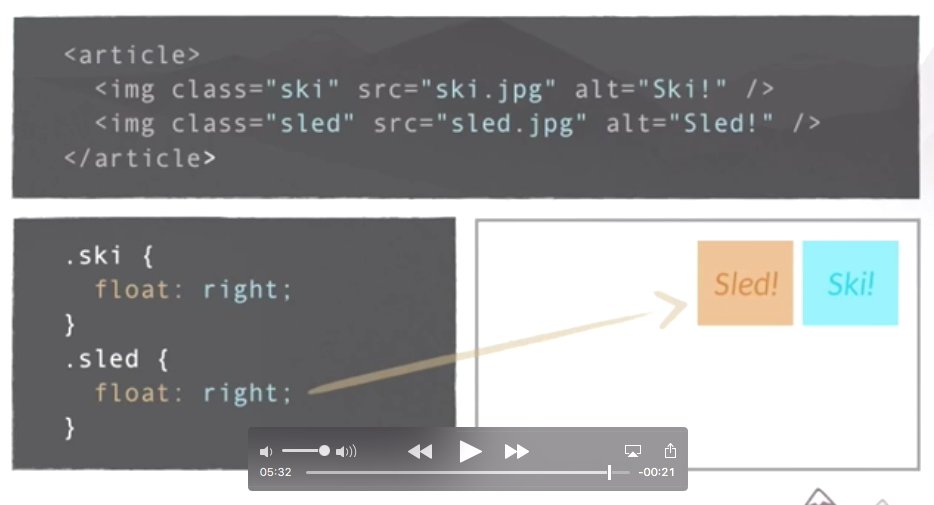 <article>
<img class="ski" src="ski.jpg" alt="Ski!" />
<img class="sled" src="sled.jpg" alt="Sled!" />
</article>
.ski {
float: right;
}
.sled {
float: right;
}
Sled! Ski!
05:32 -00:21